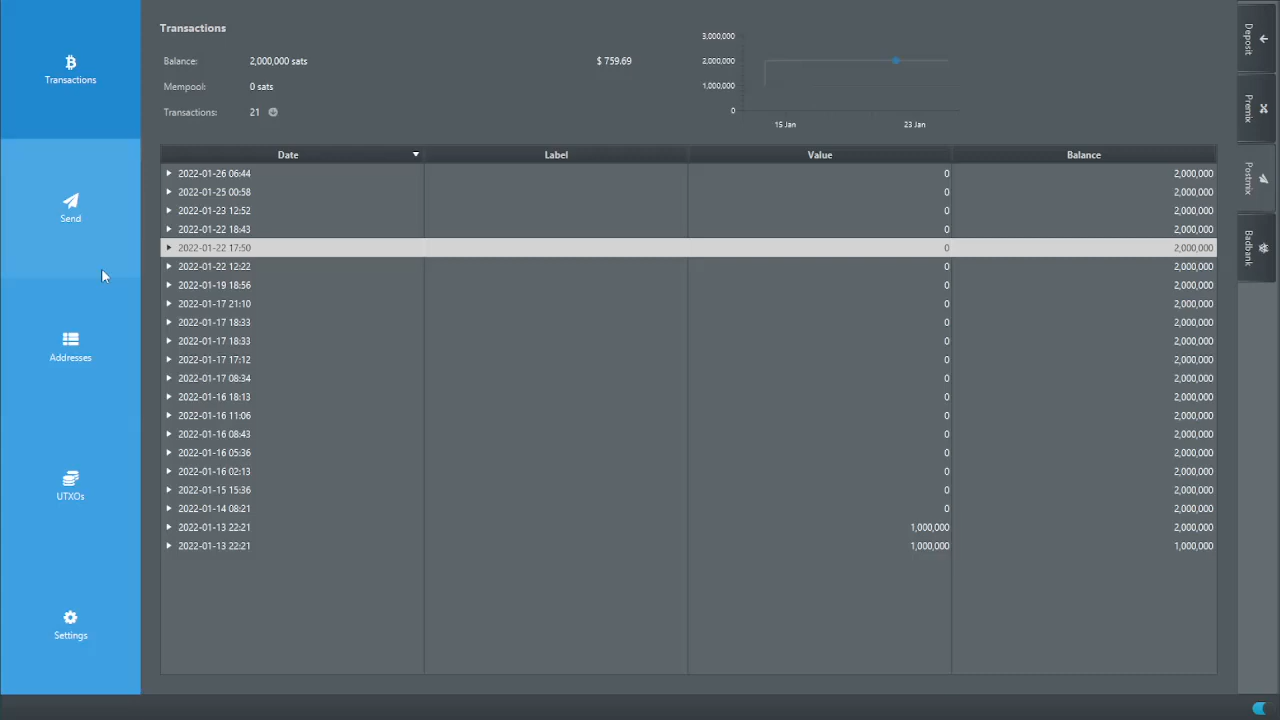 Transactions
Send
Addresses
UTXOs
Settings
Transactions
Balance: 2,000,000 sats $ 759.69
Mempool: 0 sats
Transactions: 21
3,000,000
2,000,000
1,000,000
0
15 Jan 23 Jan
Date Label Value Balance
2022-01-26 06:44 0 2,000,000
2022-01-25 00:58 0 2,000,000
2022-01-23 12:52 0 2,000,000
2022-01-22 18:43 0 2,000,000
2022-01-22 17:50 0 2,000,000
2022-01-22 12:22 0 2,000,000
2022-01-19 18:56 0 2,000,000
2022-01-17 21:10 0 2,000,000
2022-01-17 18:33 0 2,000,000
2022-01-17 18:33 0 2,000,000
2022-01-17 17:12 0 2,000,000
2022-01-17 08:34 0 2,000,000
2022-01-16 18:13 0 2,000,000
2022-01-16 11:06 0 2,000,000
2022-01-16 08:43 0 2,000,000
2022-01-16 05:36 0 2,000,000
2022-01-16 02:13 0 2,000,000
2022-01-15 15:36 0 2,000,000
2022-01-14 08:21 0 2,000,000
2022-01-13 22:21 1,000,000 2,000,000
2022-01-13 22:21 1,000,000 1,000,000
Deposit
Premix
Postmix
Badbank